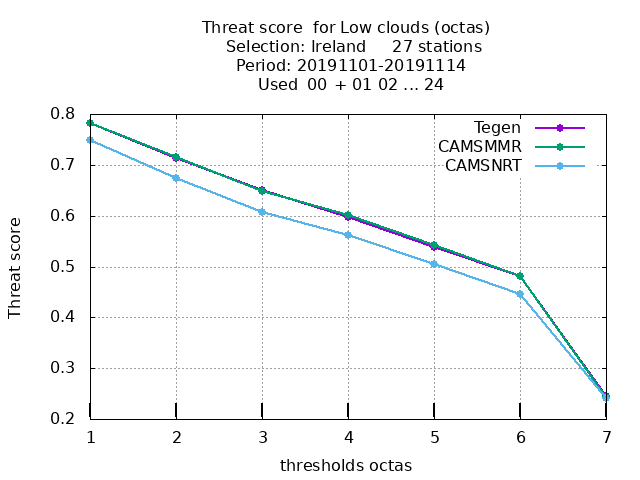 Threat score  for Low clouds (octas)
Selection: Ireland     27 stations
Period: 20191101-20191114
Used  00  + 01 02 ... 24
Tegen
CAMSMMR
CAMSNRT
0.8
0.7
0.6
0.5
0.4
0.3
0.2
Threat score
1 2 3 4 5 6 7
thresholds octas